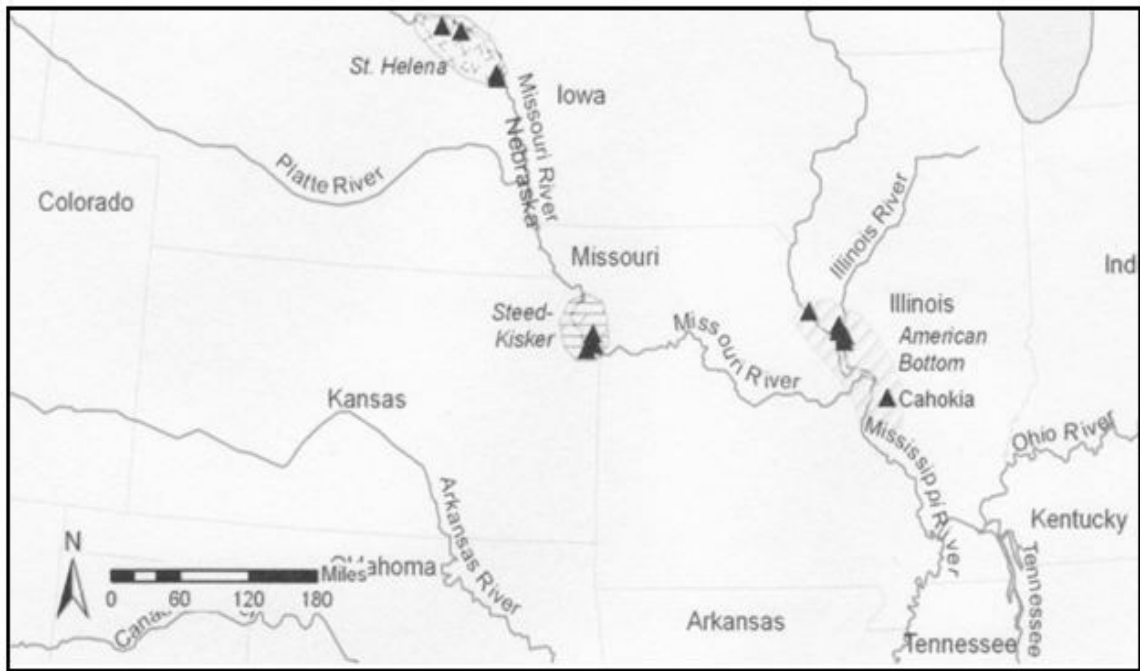 St. Helena
Missouri River
Nebraska
Iowa
Platte River
Colorado
Missouri
Illinois River
Ind
Steed-
Kisker
Missouri River
Illinois
American
Bottom
Cahokia
Kansas
Mississippi River
Ohio River
Arkansas River
Kentucky
N
Miles
0 60 120 180
Tennessee
Arkansas
Tennessee